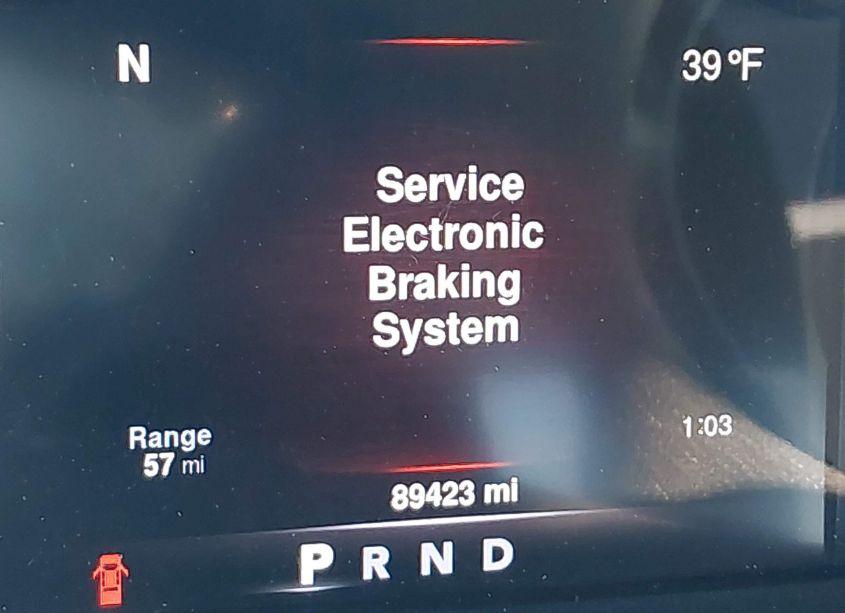 N
39 °F
Service
Electronic
Braking
System
Range
57 mi
1:03
89423 mi
P R N D